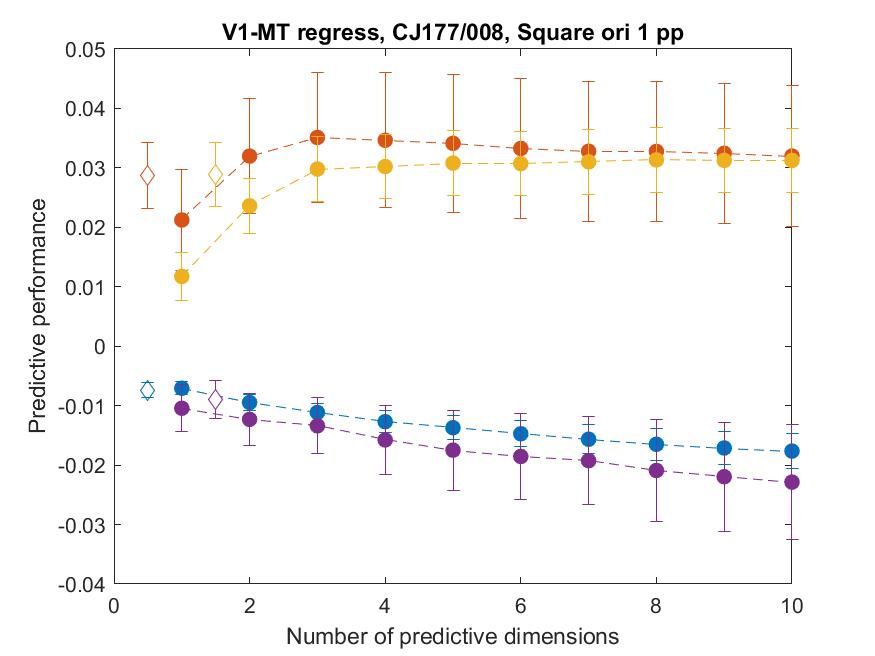 V1-MT regress, CJ177/008, Square ori 1 pp
Predictive performance
0.05
0.04
0.03
0.02
0.01
0
-0.01
-0.02
-0.03
-0.04
0 2 4 6 8 10
Number of predictive dimensions